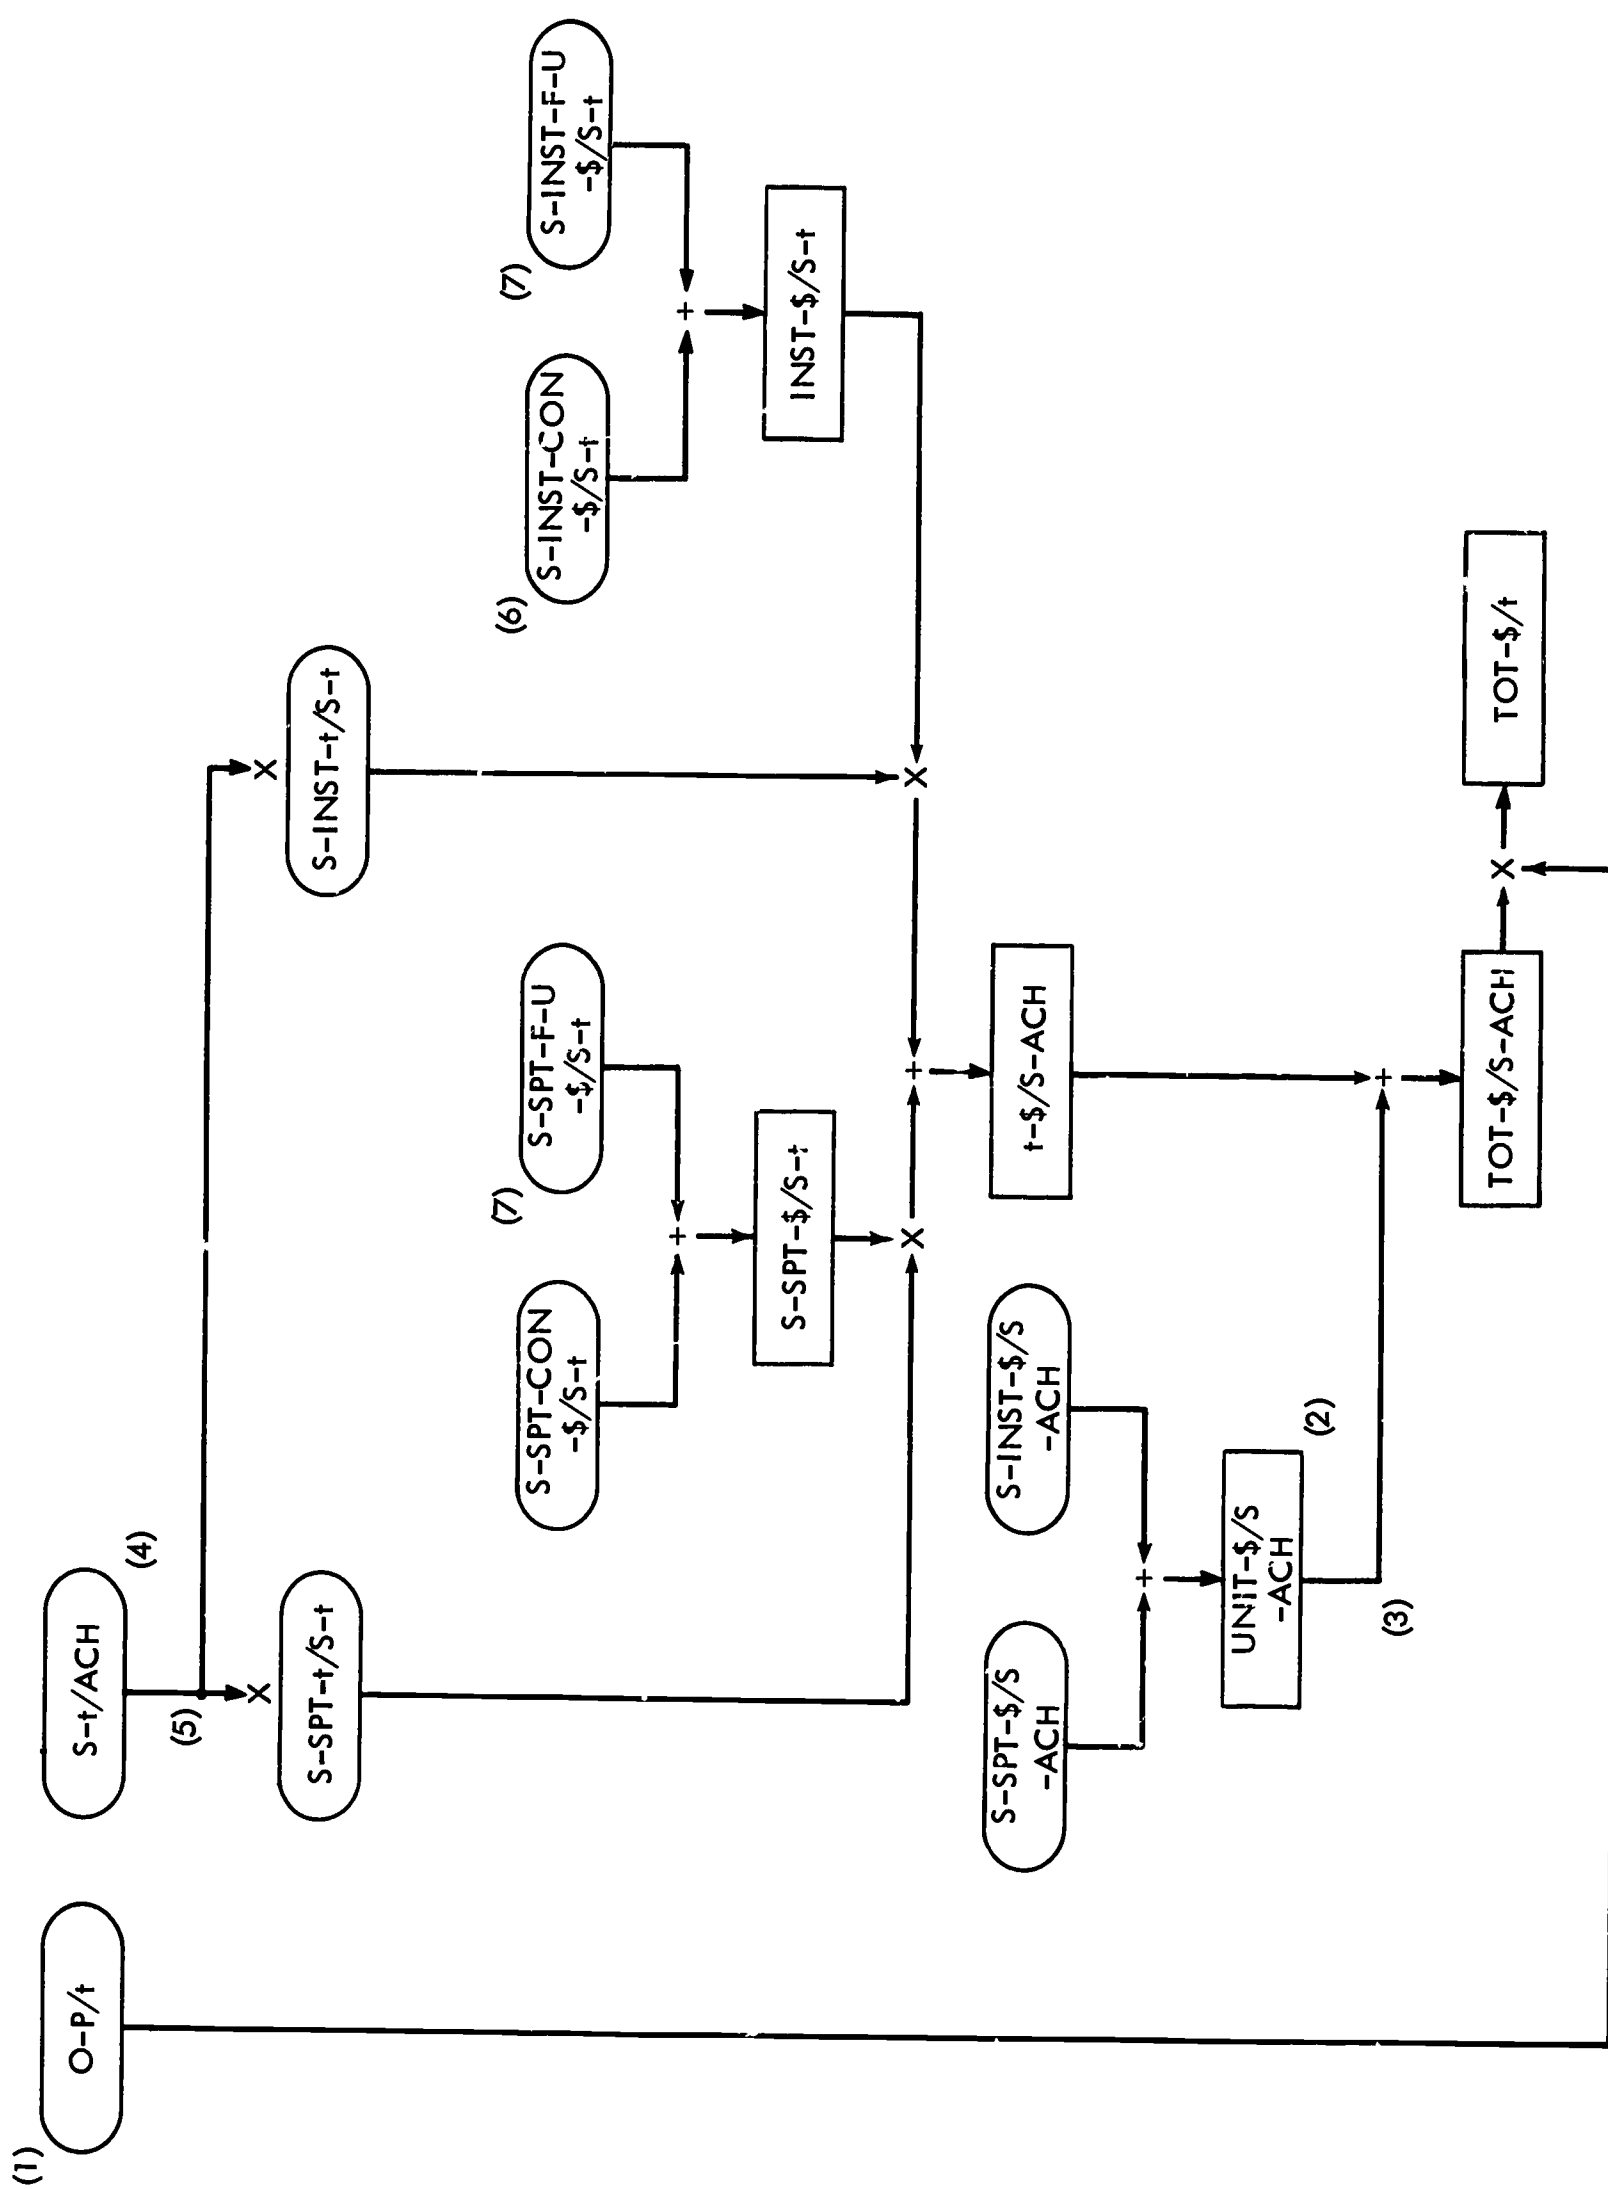 (1)
O-P/t
S-t/ACH
(4)
(5)
X
S-SPT-t/S-t
X
S-INST-t/S-t
S-SPT-CON
-$/S-t
(7)
S-SPT-F-U
-$/S-t
+
S-SPT-$/S-t
(6)
S-INST-CON
-$/S-t
(7)
S-INST-F-U
-$/S-t
+
INST-$/S-t
X
+
X
t-$/S-ACH
S-SPT-$/S
-ACH
S-INST-$/S
-ACH
+
UNIT-$/S
-ACH
(2)
(3)
+
TOT-$/S-ACH
X
TOT-$/t